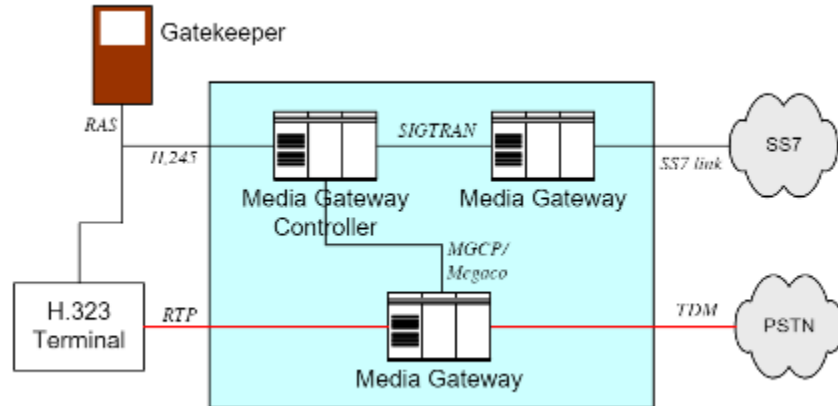 Gatekeeper
RAS
H.245
SIGTRAN
SS7 link
SS7
Media Gateway
Controller
Media Gateway
MGCP/
Megaco
H.323
Terminal
RTP
TDM
PSTN
Media Gateway